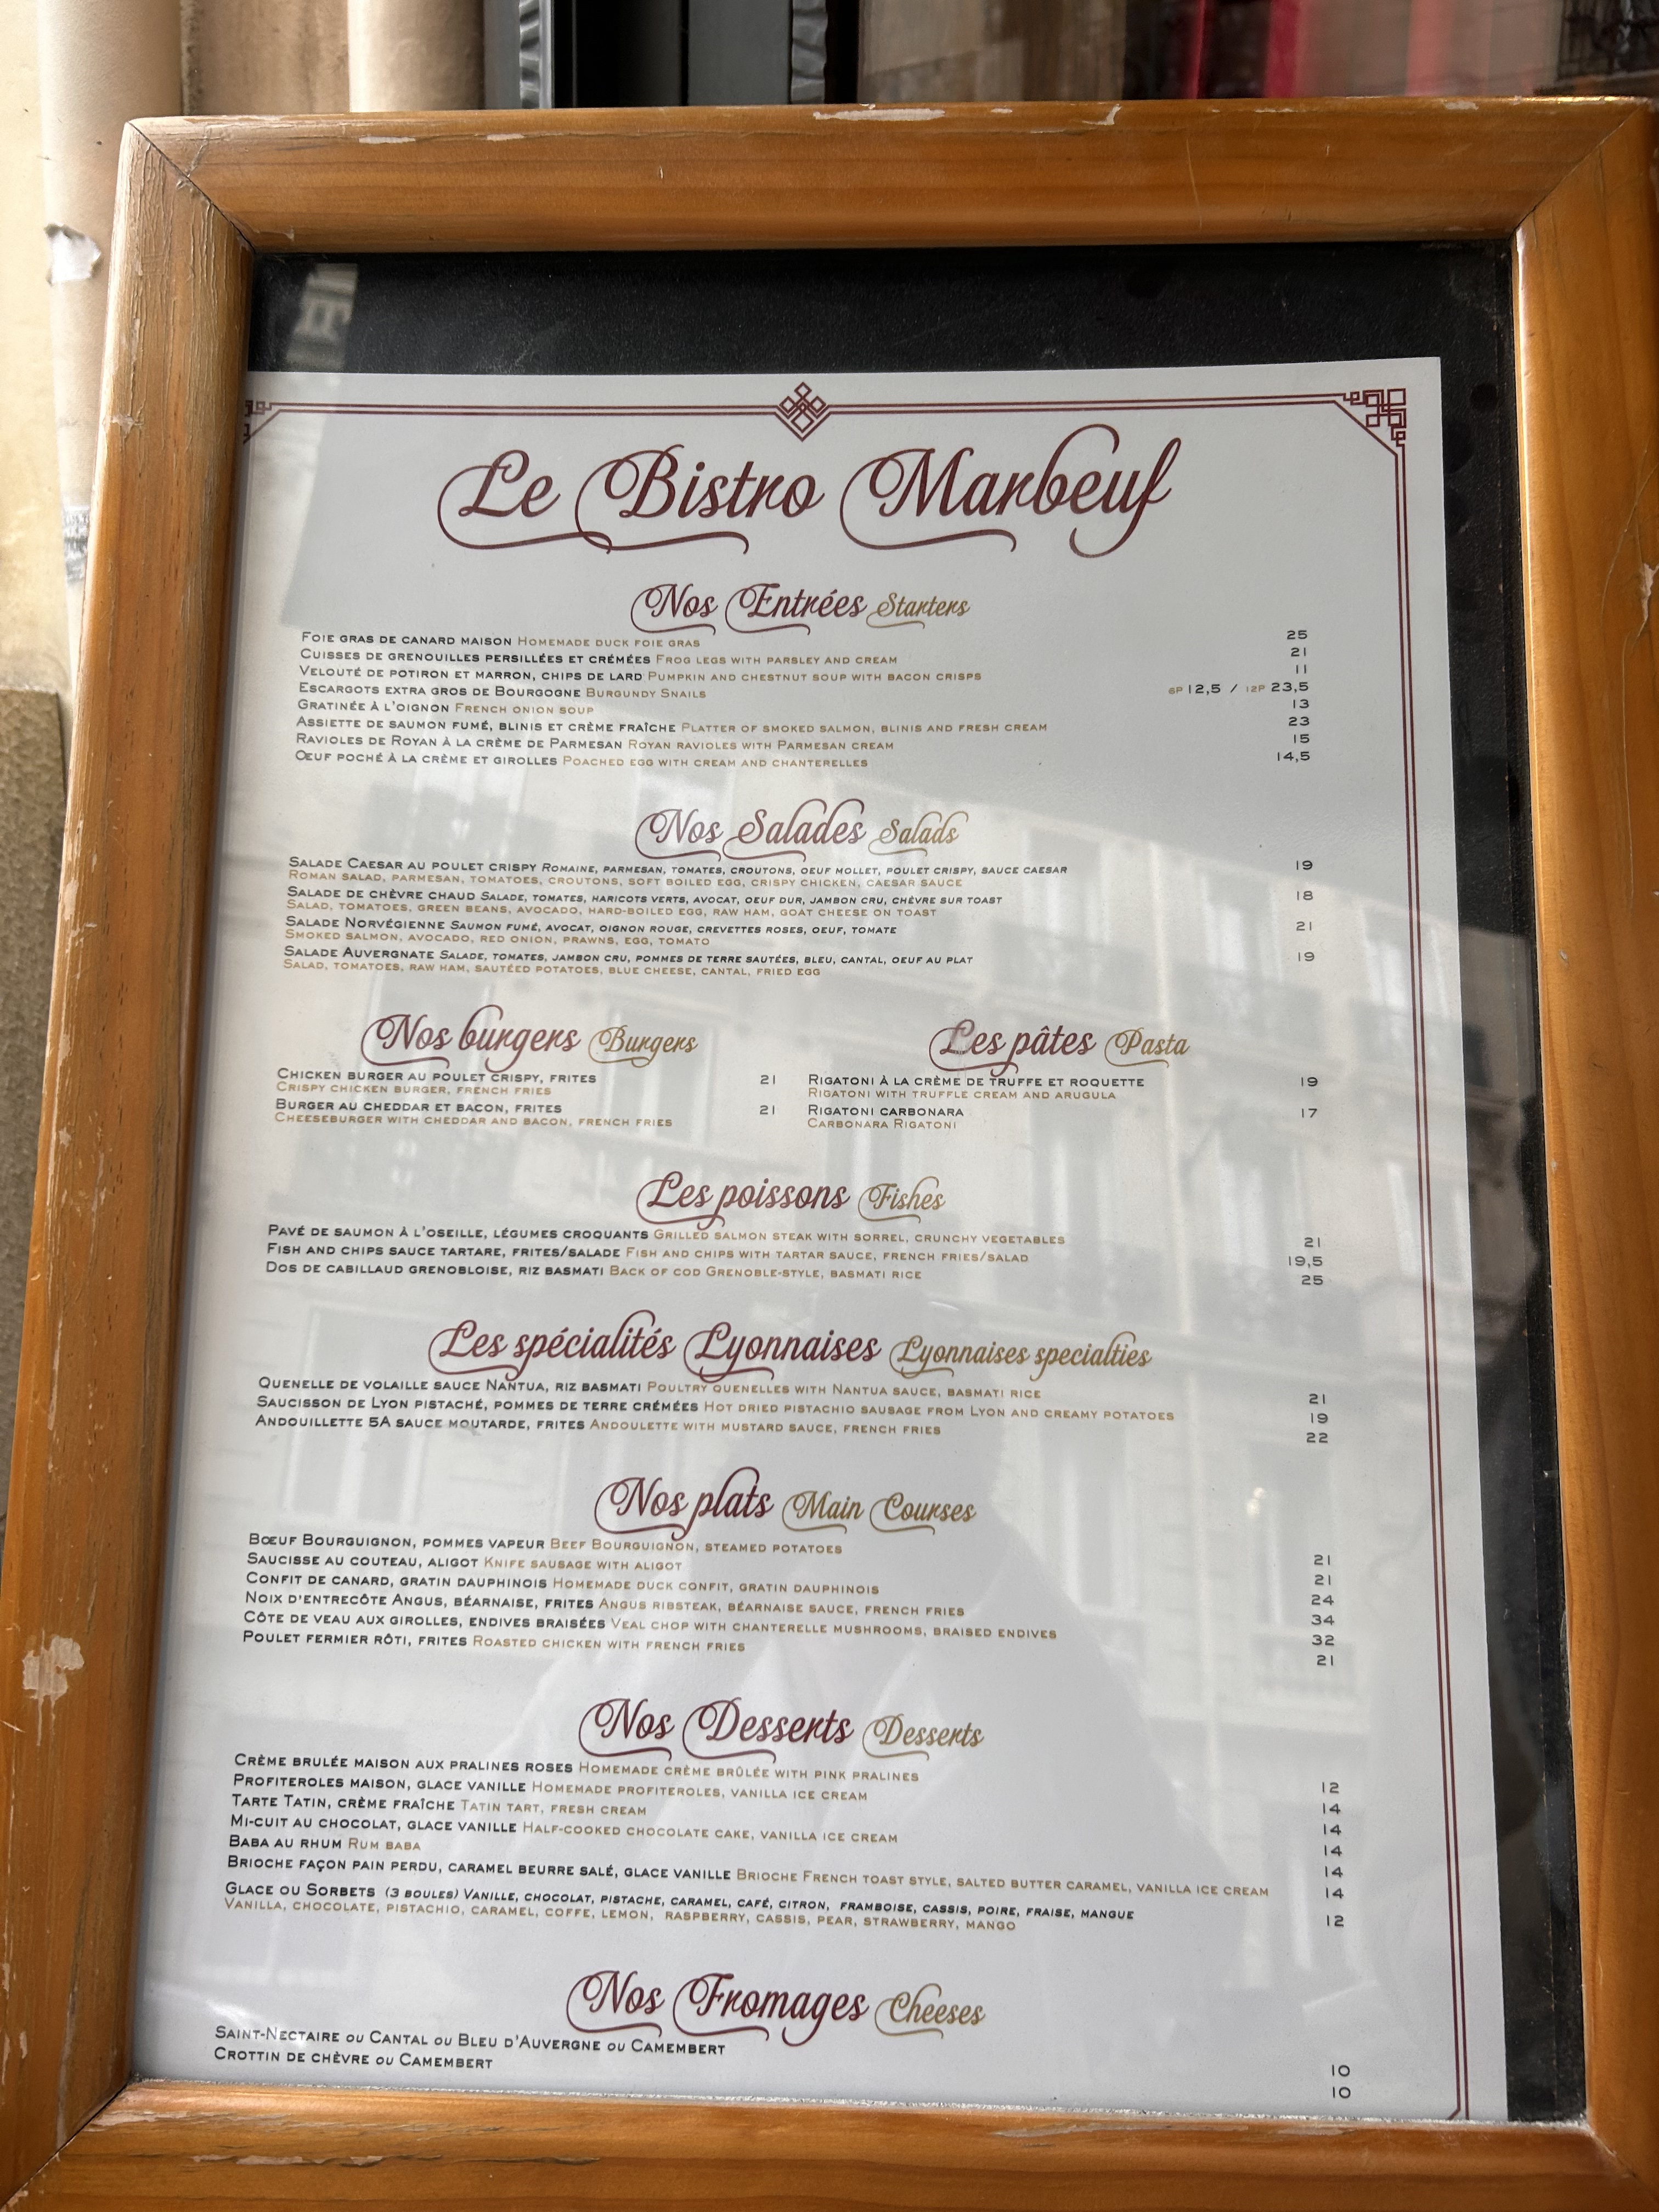 Le Bistro Marbeuf
Nos Entrées Starters
Foie gras de canard maison Homemade duck foie gras 25
Cuisses de grenouilles persillées et crémées Frog legs with parsley and cream 21
Velouté de potiron et marron, chips de lard Pumpkin and chestnut soup with bacon crisps 11
Escargots extra gros de Bourgogne Burgundy Snails 6P 12,5 / 12P 23,5
Gratinée à l'oignon French onion soup 13
Assiette de saumon fumé, blinis et crème fraîche Platter of smoked salmon, blinis and fresh cream 23
Ravioles de Royan à la crème de Parmesan Royan ravioles with Parmesan cream 15
Œuf poché à la crème et girolles Poached egg with cream and chanterelles 14,5
Nos Salades Salads
Salade Caesar au poulet crispy Romaine, parmesan, tomates, croutons, oeuf mollet, poulet crispy, sauce caesar 19
Roman salad, parmesan, tomatoes, croutons, soft boiled egg, crispy chicken, caesar sauce
Salade de chèvre chaud Salade, tomates, haricots verts, avocat, oeuf dur, jambon cru, chèvre sur toast 18
Salad, tomatoes, green beans, avocado, hard-boiled egg, raw ham, goat cheese on toast
Salade Norvégienne Saumon fumé, avocat, oignon rouge, crevettes roses, oeuf, tomate 21
Smoked salmon, avocado, red onion, prawns, egg, tomato
Salade Auvergnate Salade, tomates, jambon cru, pommes de terre sautées, bleu, cantal, oeuf au plat 19
Salad, tomatoes, raw ham, sautéed potatoes, blue cheese, cantal, fried egg
Nos burgers Burgers
Chicken burger au poulet crispy, frites 21
Crispy chicken burger, french fries
Burger au cheddar et bacon, frites 21
Cheeseburger with cheddar and bacon, french fries
Les pâtes Pasta
Rigatoni à la crème de truffe et roquette 19
Rigatoni with truffle cream and arugula
Rigatoni carbonara 17
Carbonara Rigatoni
Les poissons Fishes
Pavé de saumon à l'oseille, légumes croquants Grilled salmon steak with sorrel, crunchy vegetables 21
Fish and chips sauce tartare, frites/salade Fish and chips with tartar sauce, french fries/salad 19,5
Dos de cabillaud grenobloise, riz basmati Back of cod Grenoble-style, basmati rice 25
Les spécialités Lyonnaises Lyonnaises specialties
Quenelle de volaille sauce Nantua, riz basmati Poultry quenelles with Nantua sauce, basmati rice 21
Saucisson de Lyon pistaché, pommes de terre crémées Hot dried pistachio sausage from Lyon and creamy potatoes 19
Andouillette 5A sauce moutarde, frites Andoulette with mustard sauce, french fries 22
Nos plats Main Courses
Bœuf Bourguignon, pommes vapeur Beef Bourguignon, steamed potatoes 21
Saucisse au couteau, aligot Knife sausage with aligot 21
Confit de canard, gratin dauphinois Homemade duck confit, gratin dauphinois 24
Noix d'entrecôte Angus, béarnaise, frites Angus ribsteak, béarnaise sauce, french fries 34
Côte de veau aux girolles, endives braisées Veal chop with chanterelle mushrooms, braised endives 32
Poulet fermier rôti, frites Roasted chicken with french fries 21
Nos Desserts Desserts
Crème brulée maison aux pralines roses Homemade crème brûlée with pink pralines 12
Profiteroles maison, glace vanille Homemade profiteroles, vanilla ice cream 14
Tarte Tatin, crème fraîche Tatin tart, fresh cream 14
Mi-cuit au chocolat, glace vanille Half-cooked chocolate cake, vanilla ice cream 14
Baba au rhum Rum baba 14
Brioche façon pain perdu, caramel beurre salé, glace vanille Brioche French toast style, salted butter caramel, vanilla ice cream 14
Glace ou Sorbets (3 boules) Vanille, chocolat, pistache, caramel, café, citron, framboise, cassis, poire, fraise, mangue 12
Vanilla, chocolate, pistachio, caramel, coffe, lemon, raspberry, cassis, pear, strawberry, mango
Nos Fromages Cheeses
Saint-Nectaire ou Cantal ou Bleu d'Auvergne ou Camembert 10
Crottin de chèvre ou Camembert 10